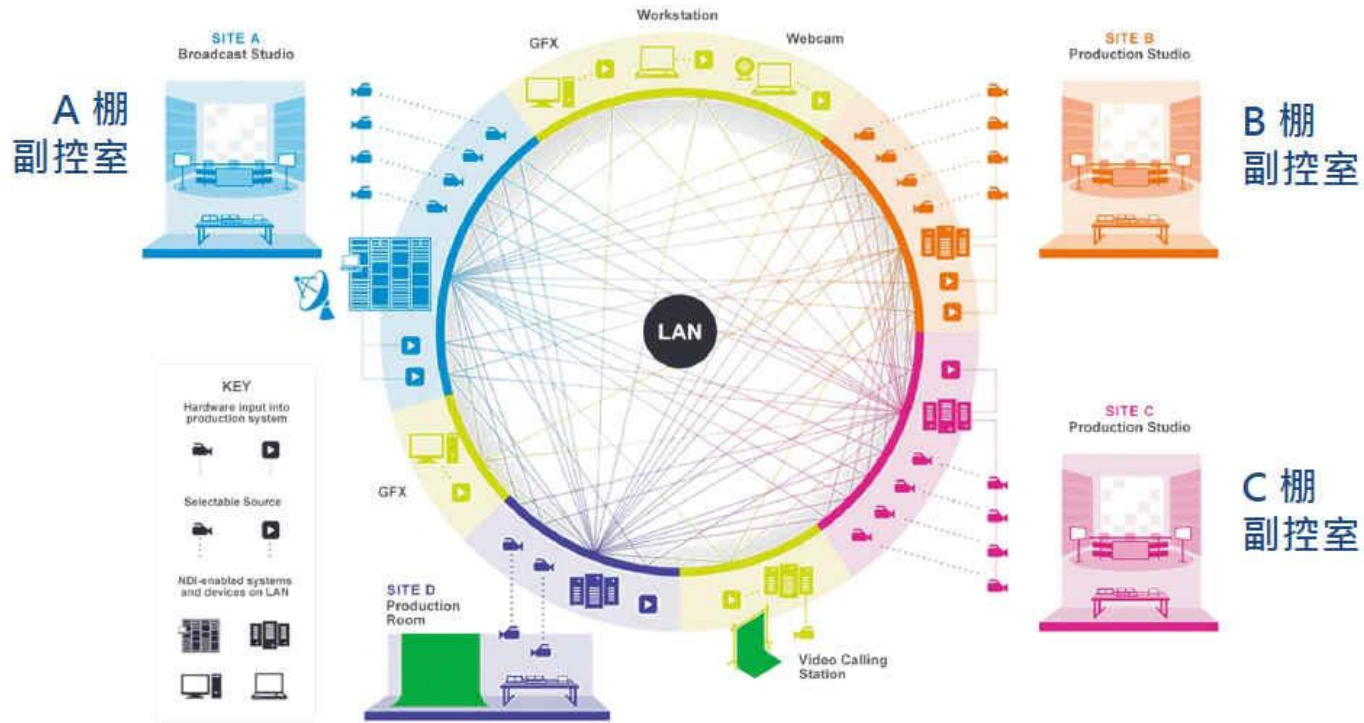 SITE A
Broadcast Studio
A 棚
副控室
GFX
Workstation
Webcam
SITE B
Production Studio
B 棚
副控室
LAN
KEY
Hardware input into
production system
Selectable Source
NDI-enabled systems
and devices on LAN
GFX
SITE C
Production Studio
C 棚
副控室
SITE D
Production
Room
Video Calling
Station